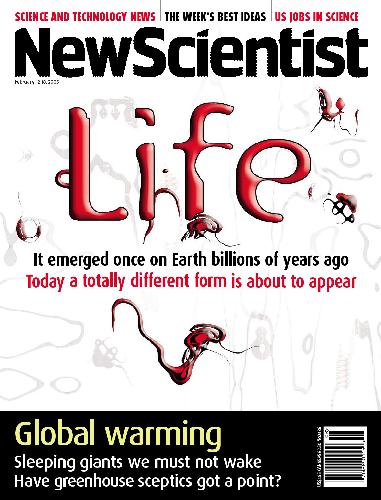 SCIENCE AND TECHNOLOGY NEWS | THE WEEK'S BEST IDEAS | US JOBS IN SCIENCE
NewScientist
Life
It emerged once on Earth billions of years ago
Today a totally different form is about to appear
Global warming
Sleeping giants we must not wake
Have greenhouse sceptics got a point?